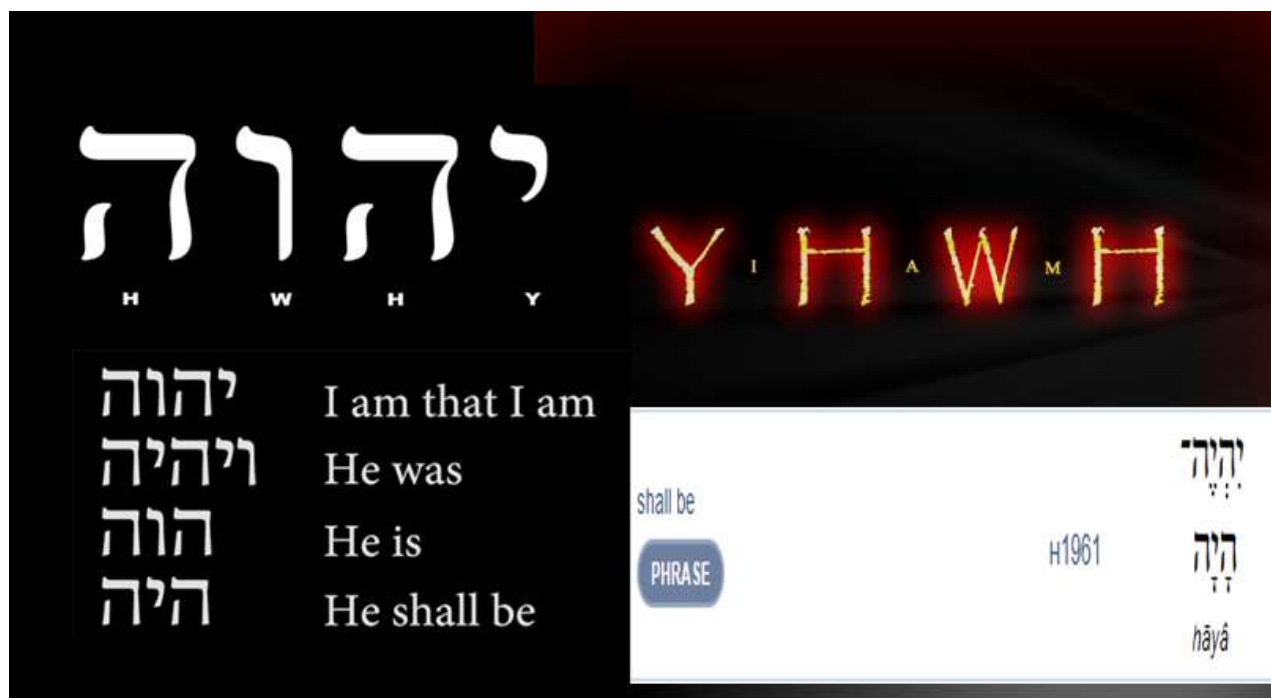 יהוה
H W H Y
יהוה I am that I am
ויהיה He was
הוה He is
היה He shall be
Y I H A W M H
shall be
PHRASE
H1961
יִהְיֶה־
הָיָה
hāyâ